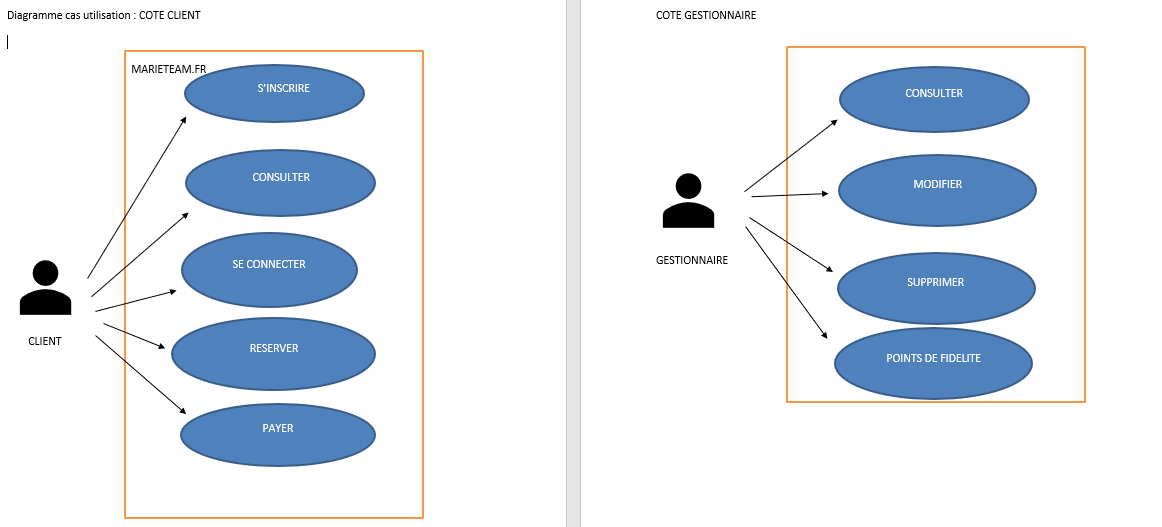 Diagramme cas utilisation : COTE CLIENT
MARIETEAM.FR
S'INSCRIRE
CONSULTER
SE CONNECTER
RESERVER
PAYER
CLIENT
COTE GESTIONNAIRE
CONSULTER
MODIFIER
SUPPRIMER
POINTS DE FIDELITE
GESTIONNAIRE